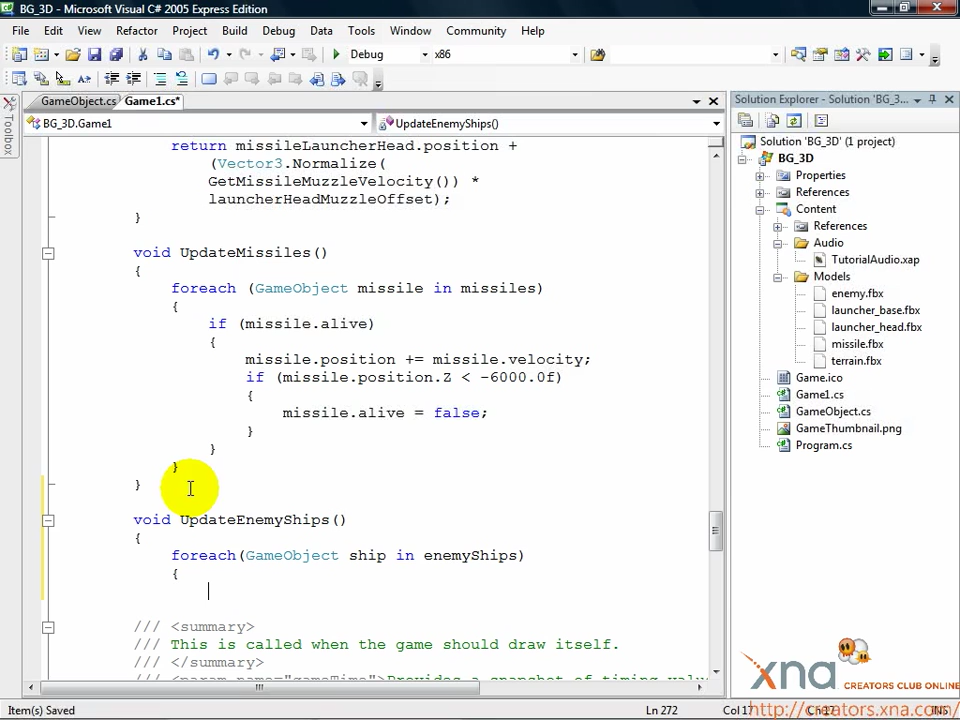 BG_3D - Microsoft Visual C# 2005 Express Edition
File Edit View Refactor Project Build Debug Data Tools Window Community Help
Debug x86
GameObject.cs Game1.cs*
Solution Explorer - Solution 'BG_3...
BG_3D.Game1 UpdateEnemyShips()
Toolbox
return missileLauncherHead.position +
(Vector3.Normalize(
GetMissileMuzzleVelocity()) *
launcherHeadMuzzleOffset);
}
void UpdateMissiles()
{
foreach (GameObject missile in missiles)
{
if (missile.alive)
{
missile.position += missile.velocity;
if (missile.position.Z < -6000.0f)
{
missile.alive = false;
}
}
}
}
void UpdateEnemyShips()
{
foreach(GameObject ship in enemyShips)
{
/// <summary>
/// This is called when the game should draw itself.
/// </summary>
/// <param name="gameTime">Provides a snapshot of timing valu
Solution 'BG_3D' (1 project)
BG_3D
Properties
References
Content
References
Audio
TutorialAudio.xap
Models
enemy.fbx
launcher_base.fbx
launcher_head.fbx
missile.fbx
terrain.fbx
Game.ico
Game1.cs
GameObject.cs
GameThumbnail.png
Program.cs
xna CREATORS CLUB ONLINE
Item(s) Saved Ln 272 Col 17 INS
http://creators.xna.com/